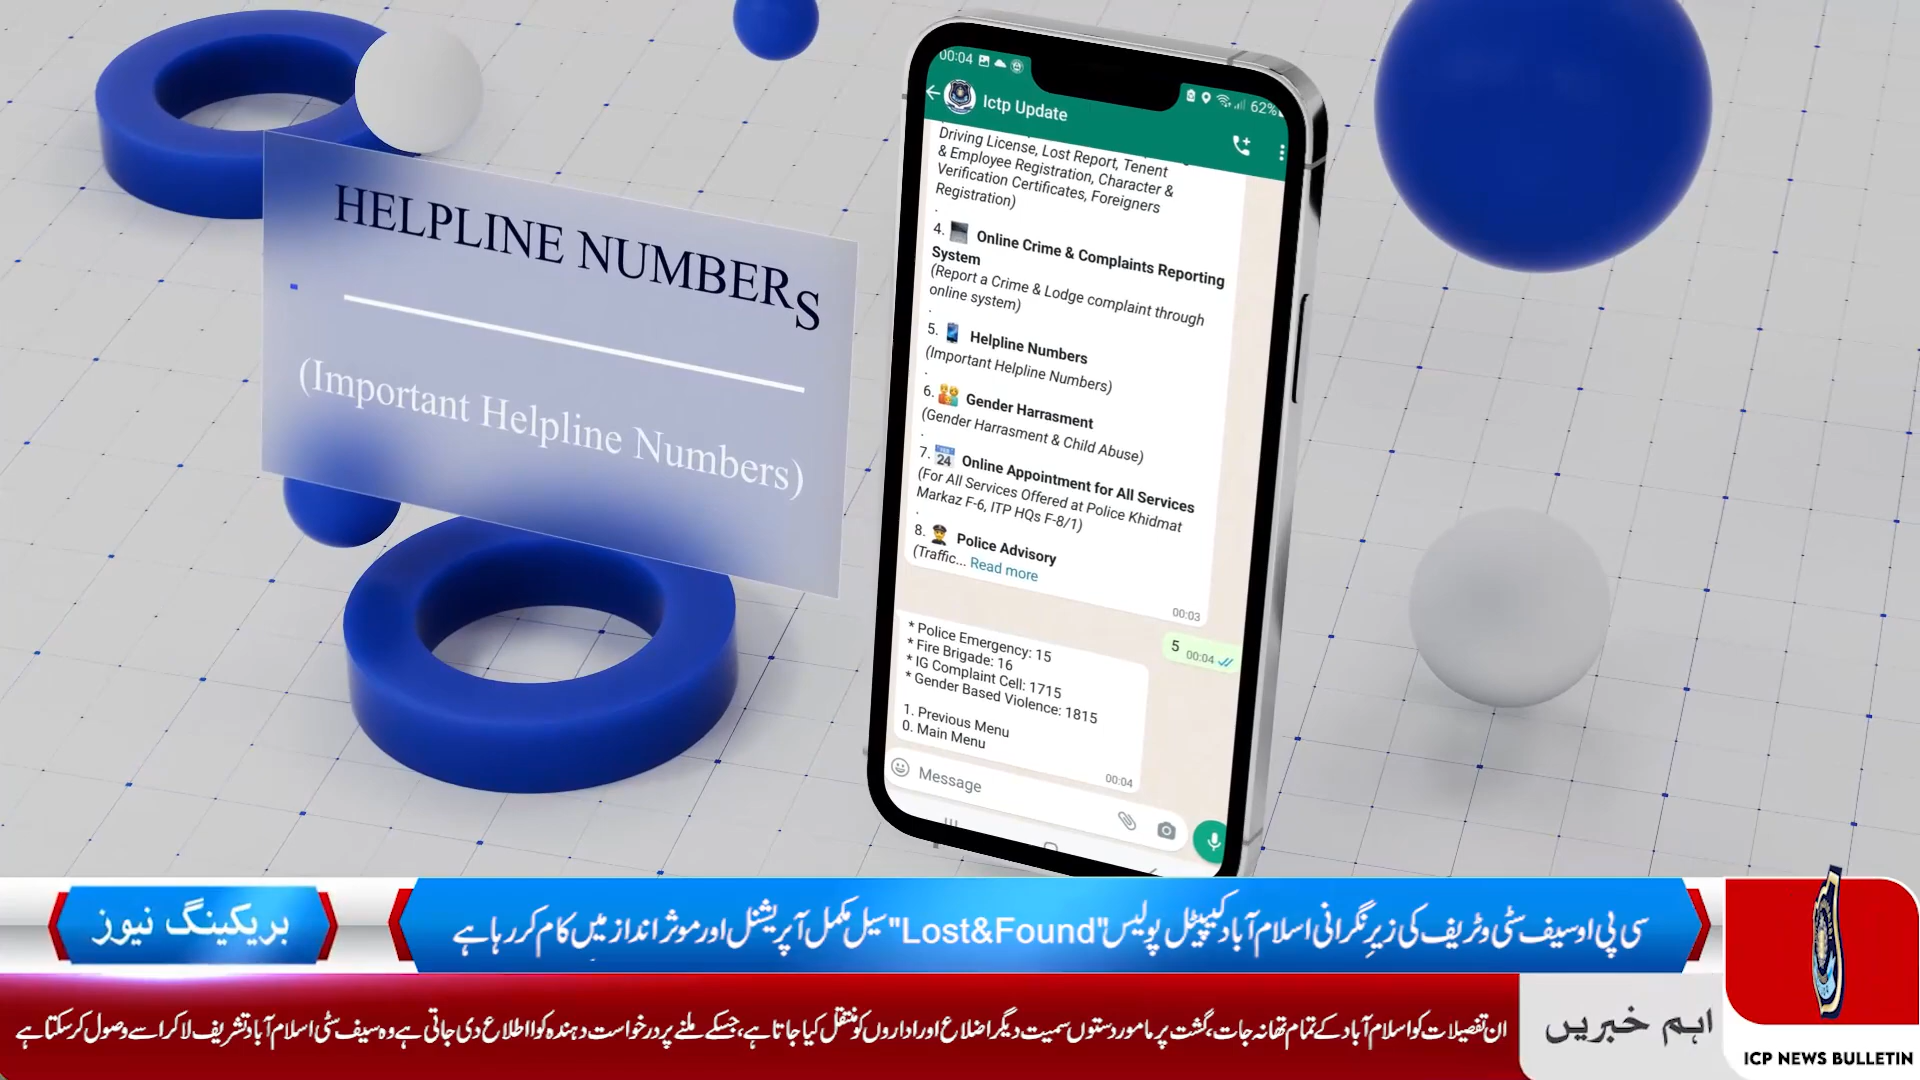 HELPLINE NUMBERS
(Important Helpline Numbers)
00:04
62%
Ictp Update
Driving License, Lost Report, Tenent
& Employee Registration, Character &
Verification Certificates, Foreigners
Registration)
.
4. Online Crime & Complaints Reporting
System
(Report a Crime & Lodge complaint through
online system)
.
5. Helpline Numbers
(Important Helpline Numbers)
.
6. Gender Harrasment
(Gender Harrasment & Child Abuse)
.
7. 24 Online Appointment for All Services
(For All Services Offered at Police Khidmat
Markaz F-6, ITP HQs F-8/1)
.
8. Police Advisory
(Traffic... Read more
00:03
5 00:04
* Police Emergency: 15
* Fire Brigade: 16
* IG Complaint Cell: 1715
* Gender Based Violence: 1815
1. Previous Menu
0. Main Menu
00:04
Message
بریکینگ نیوز
سی پی او سیف سٹی و ٹریف کی زیرِ نگرانی اسلام آباد کیپیٹل پولیس "Lost&Found" سیل مکمل آپریشنل اور موثر انداز میں کام کر رہا ہے
اہم خبریں
ان تفصیلات کو اسلام آباد کے تمام تھانہ جات، گشت پر مامور دستوں سمیت دیگر اضلاع اور اداروں کو منتقل کیا جاتا ہے، جسکے ملنے پر درخواست دہندہ کو اطلاع دی جاتی ہے وہ سیف سٹی اسلام آباد تشریف لا کر اسے وصول کر سکتا ہے
ICP NEWS BULLETIN